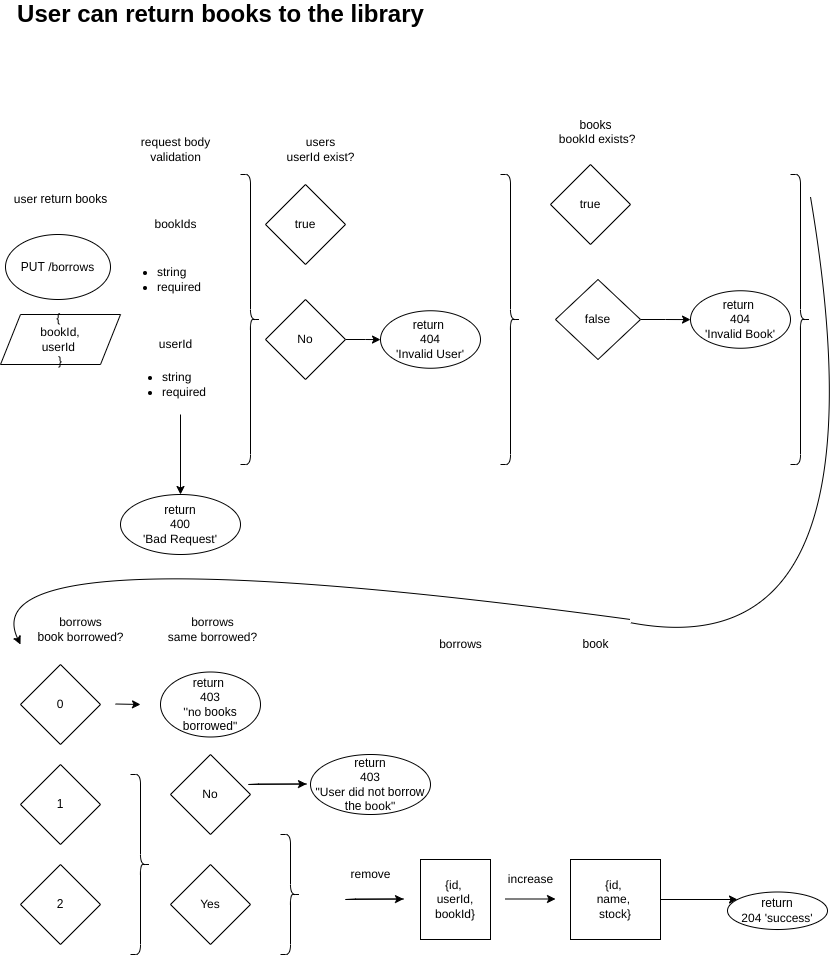 User can return books to the library
user return books
PUT /borrows
{
bookId,
userId
}
request body
validation
bookIds
string
required
userId
string
required
return
400
'Bad Request'
users
userId exist?
true
No
return
404
'Invalid User'
books
bookId exists?
true
false
return
404
'Invalid Book'
borrows
book borrowed?
0
1
2
borrows
same borrowed?
return
403
"no books
borrowed"
No
return
403
"User did not borrow
the book"
Yes
remove
borrows
{id,
userId,
bookId}
increase
book
{id,
name,
stock}
return
204 'success'